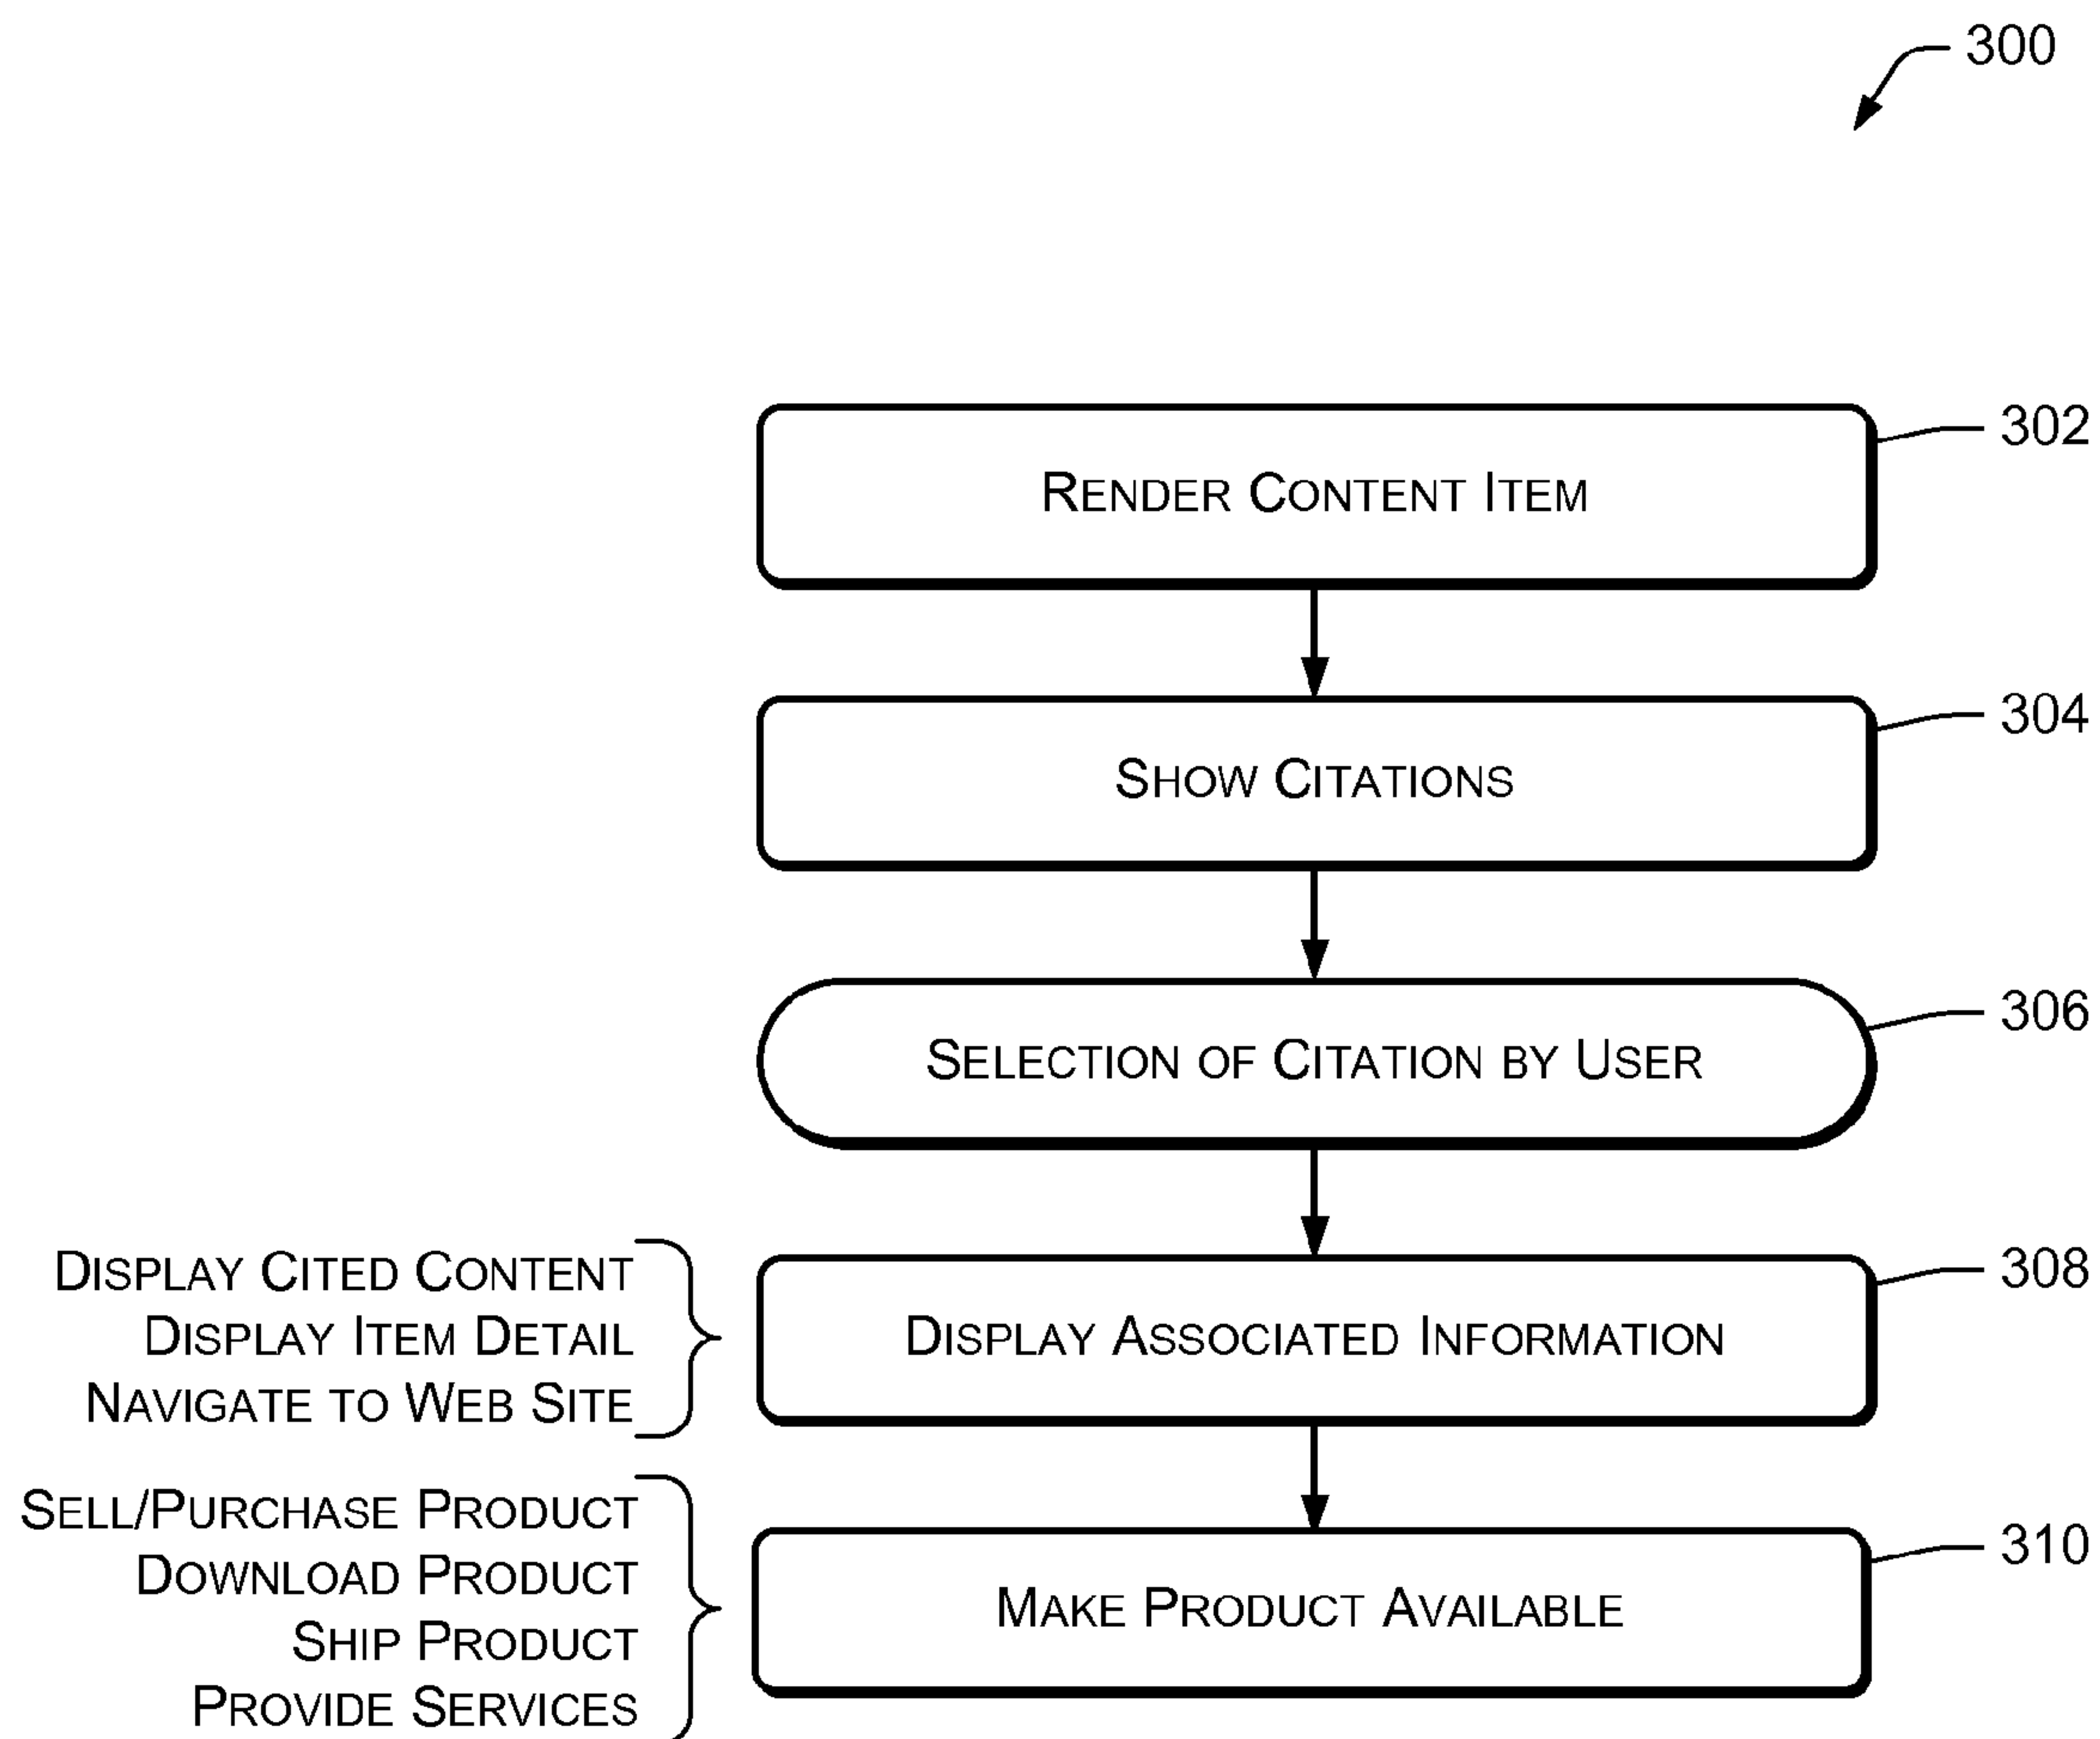 300
RENDER CONTENT ITEM
302
SHOW CITATIONS
304
SELECTION OF CITATION BY USER
306
DISPLAY CITED CONTENT
DISPLAY ITEM DETAIL
NAVIGATE TO WEB SITE
DISPLAY ASSOCIATED INFORMATION
308
SELL/PURCHASE PRODUCT
DOWNLOAD PRODUCT
SHIP PRODUCT
PROVIDE SERVICES
MAKE PRODUCT AVAILABLE
310